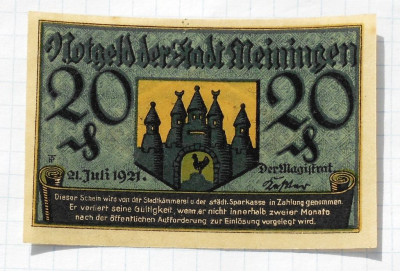 Notgeld der Stadt Meiningen
20 20
21. Juli 1921. Der Magistrat
Dieser Schein wird von der Stadtkämmerei u. der städt. Sparkasse in Zahlung genommen.
Er verliert seine Gültigkeit, wenn er nicht innerhalb zweier Monate
nach der öffentlichen Aufforderung zur Einlösung vorgelegt wird.